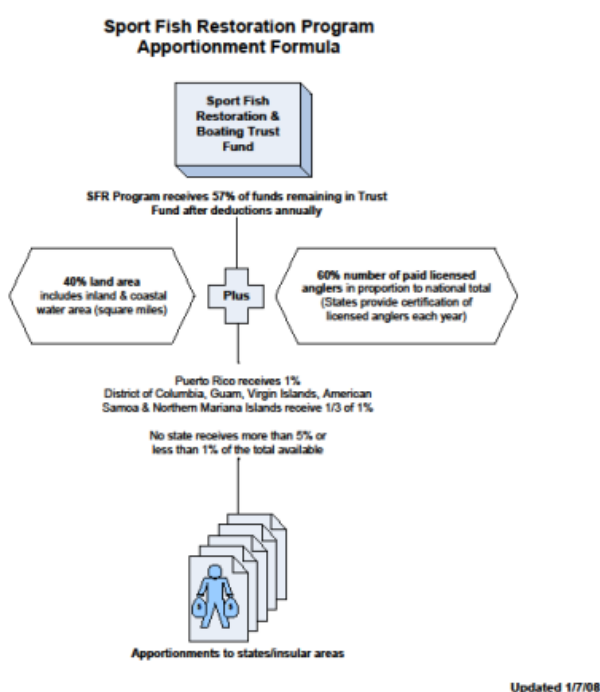 Sport Fish Restoration Program
Apportionment Formula
Sport Fish
Restoration &
Boating Trust
Fund
SFR Program receives 57% of funds remaining in Trust
Fund after deductions annually
40% land area
includes inland & coastal
water area (square miles)
Plus
60% number of paid licensed
anglers in proportion to national total
(States provide certification of
licensed anglers each year)
Puerto Rico receives 1%
District of Columbia, Guam, Virgin Islands, American
Samoa & Northern Mariana Islands receive 1/3 of 1%
No state receives more than 5% or
less than 1% of the total available
$ $
Apportionments to states/insular areas
Updated 1/7/08